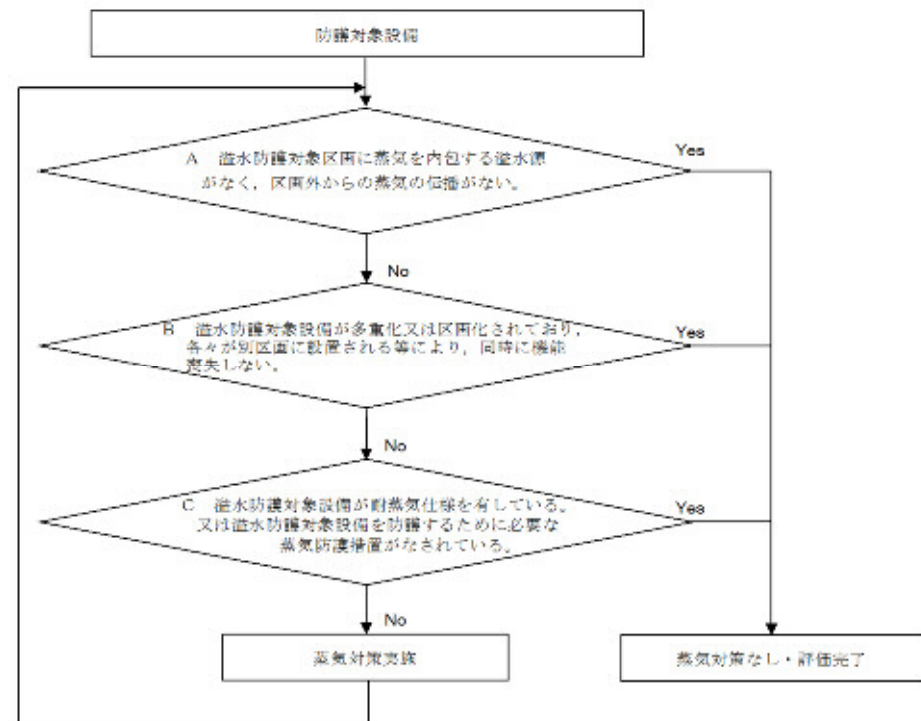 防護対象設備
A 溢水防護対象区画に蒸気を内包する溢水源
がなく，区画外からの蒸気の伝播がない。
Yes
No
B 溢水防護対象設備が多重化又は区画化されており，
各々が別区画に設置される等により，同時に機能
喪失しない。
Yes
No
C 溢水防護対象設備が耐蒸気仕様を有している。
又は溢水防護対象設備を防護するために必要な
蒸気防護措置がなされている。
Yes
No
蒸気対策実施
蒸気対策なし・評価完了